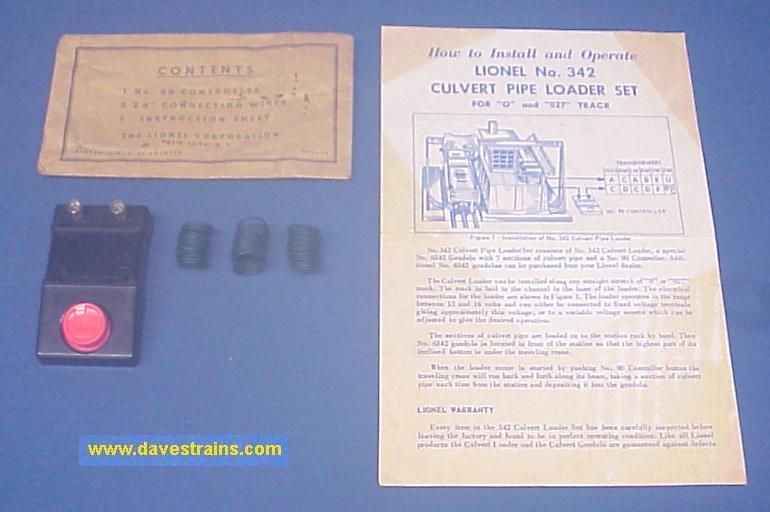 CONTENTS
1 No. 90 CONTROLLER
3 24" CONNECTING WIRES
1 INSTRUCTION SHEET
THE LIONEL CORPORATION
NEW YORK, N. Y.
How to Install and Operate
LIONEL No. 342
CULVERT PIPE LOADER SET
FOR "O" and "027" TRACK
TRANSFORMERS
NO. 90 CONTROLLER
Figure 1 - Installation of No. 342 Culvert Pipe Loader
No. 342 Culvert Pipe Loader Set consists of No. 342 Culvert Loader, a special
No. 6342 Gondola with 7 sections of culvert pipe and a No. 90 Controller. Addi-
tional No. 6342 gondolas can be purchased from your Lionel dealer.
The Culvert Loader can be installed along any straight stretch of "O" or "027"
track. The track is laid in the channel in the base of the loader. The electrical
connections for the loader are shown in Figure 1. The loader operates in the range
between 12 and 16 volts and can either be connected to fixed voltage terminals
giving approximately this voltage, or to a variable voltage source which can be
adjusted to give the desired operation.
The sections of culvert pipe are loaded on to the station rack by hand. The
No. 6342 gondola is located in front of the station so that the highest part of its
inclined bottom is under the traveling crane.
When the loader motor is started by pushing No. 90 Controller button the
traveling crane will run back and forth along its beam, taking a section of culvert
pipe each time from the station and depositing it into the gondola.
LIONEL WARRANTY
Every item in the 342 Culvert Loader Set has been carefully inspected before
leaving the factory and found to be in perfect operating condition. Like all Lionel
products the Culvert Loader and the Culvert Gondola are guaranteed against defects
www.davestrains.com